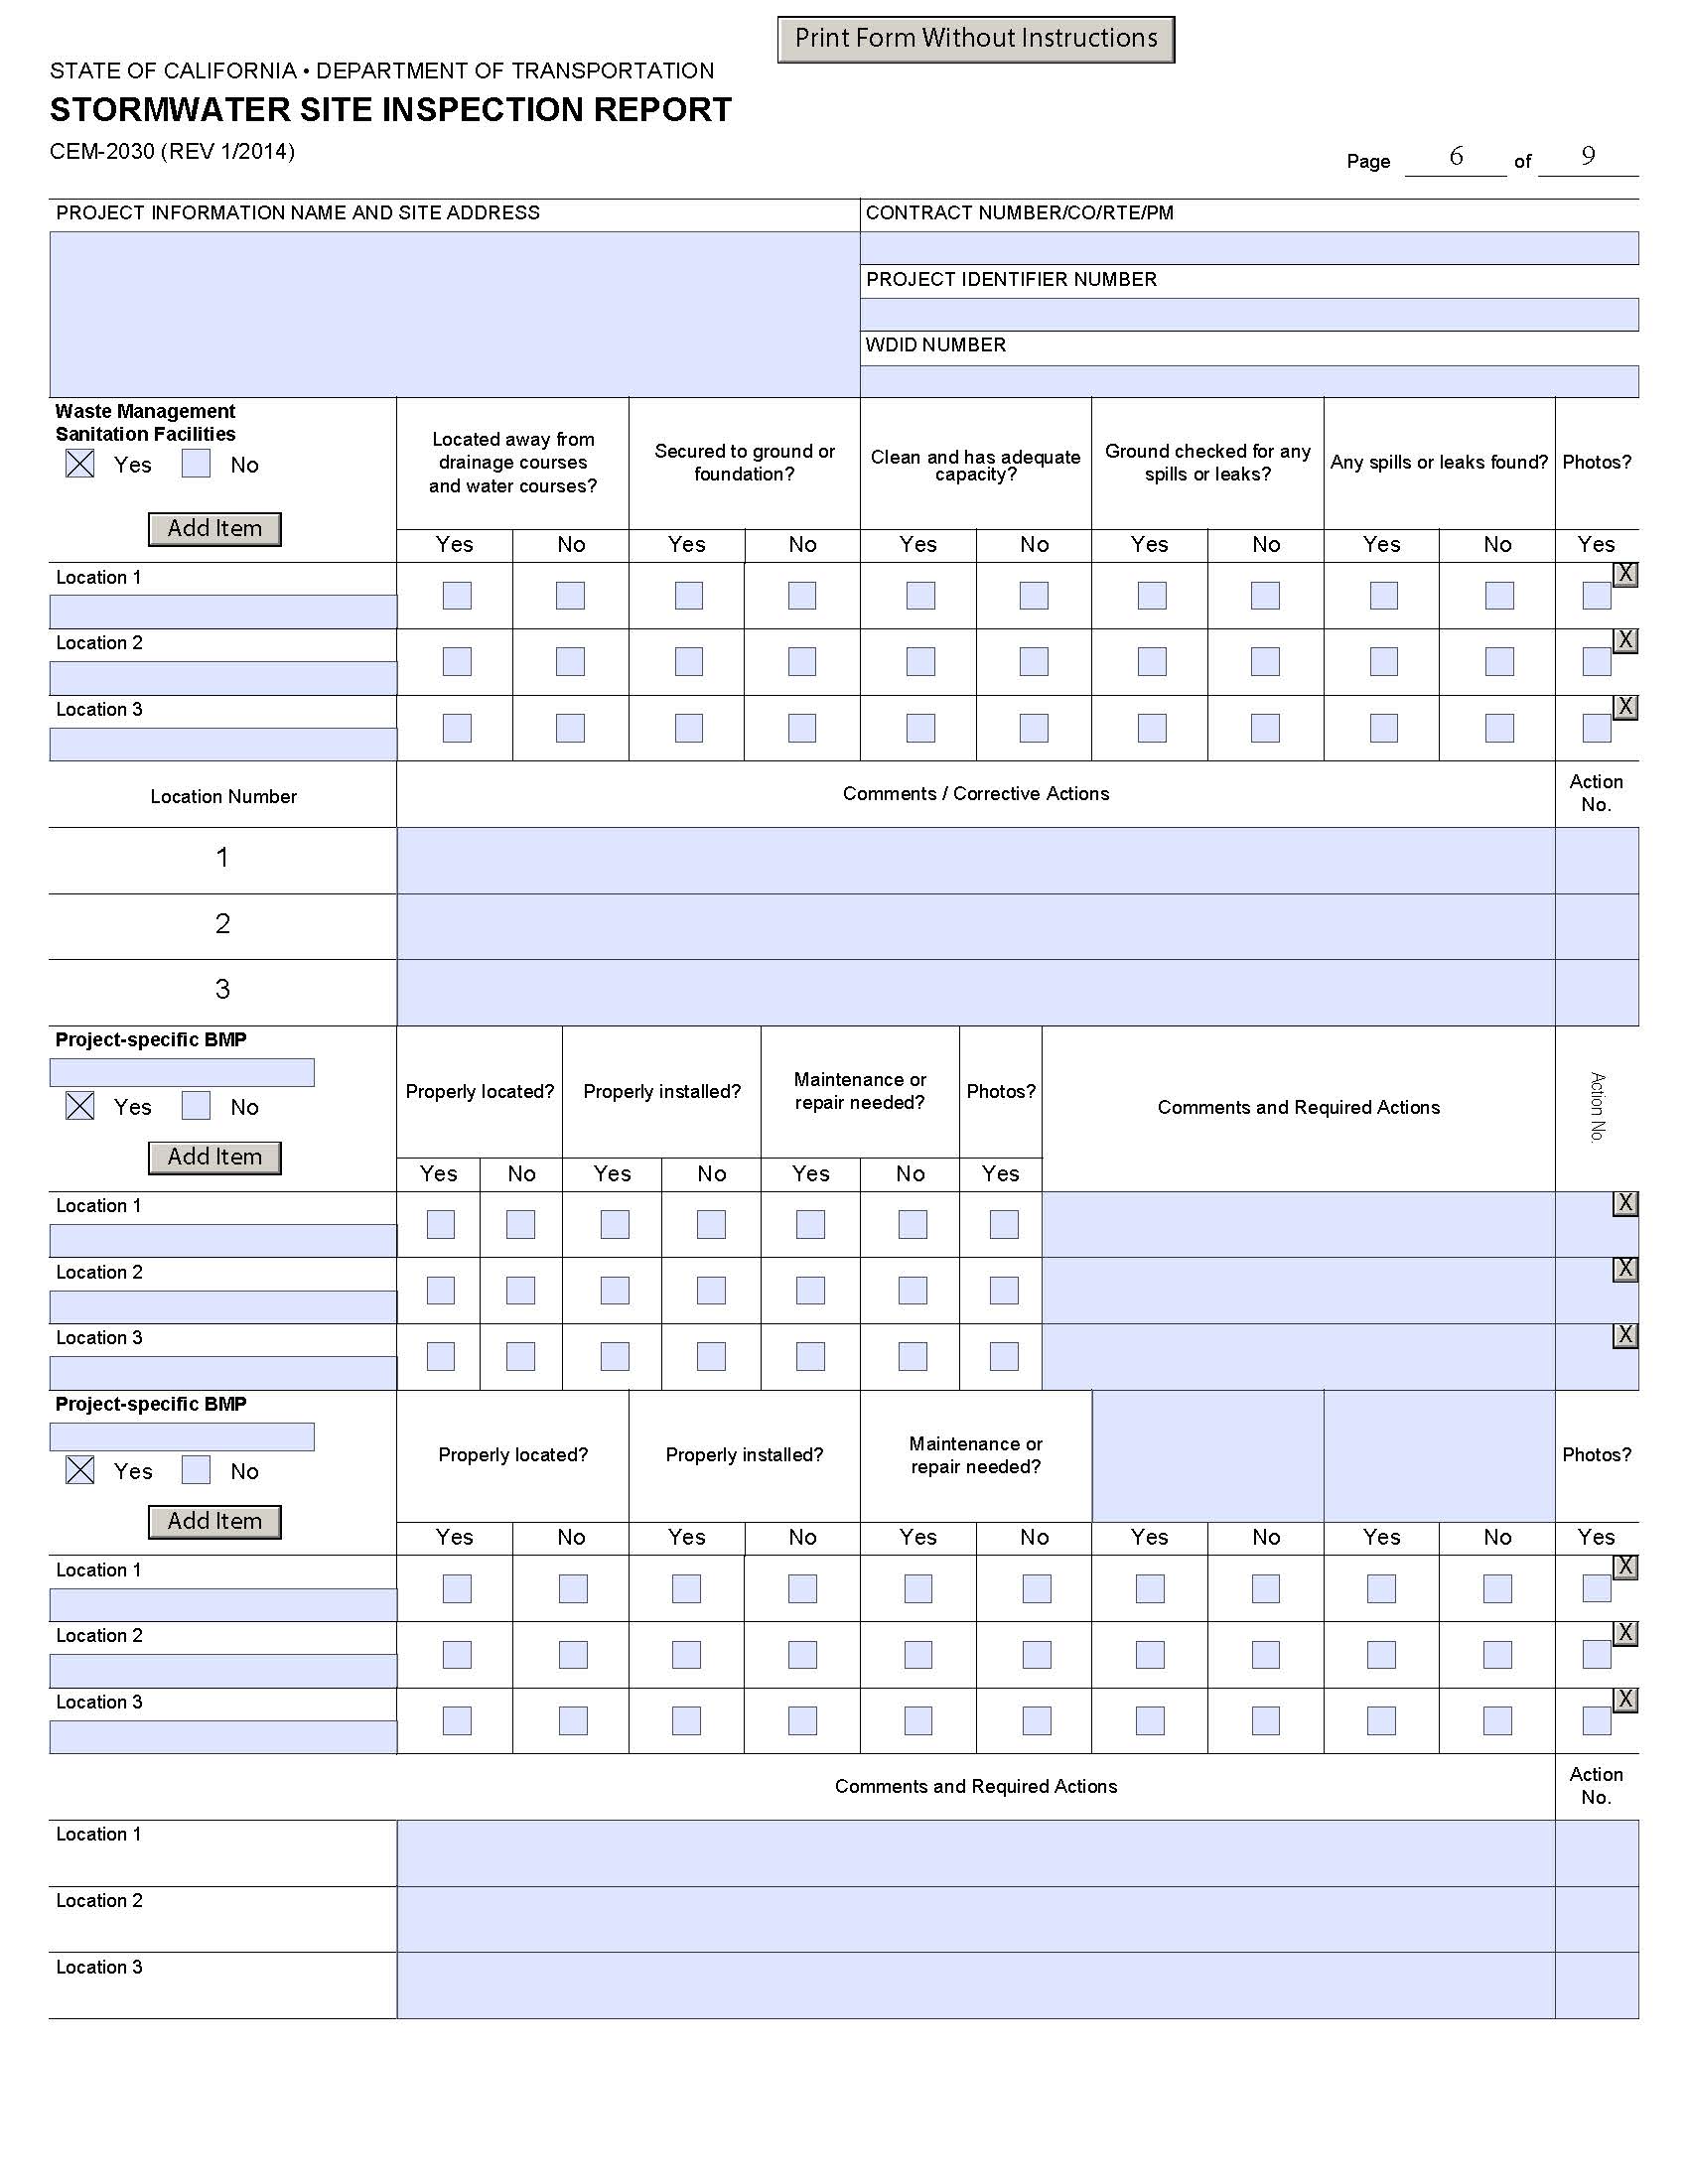 Print Form Without Instructions
STATE OF CALIFORNIA • DEPARTMENT OF TRANSPORTATION
STORMWATER SITE INSPECTION REPORT
CEM-2030 (REV 1/2014)
Page 6 of 9
PROJECT INFORMATION NAME AND SITE ADDRESS
CONTRACT NUMBER/CO/RTE/PM
PROJECT IDENTIFIER NUMBER
WDID NUMBER
Waste Management
Sanitation Facilities
Yes No
Add Item
Located away from
drainage courses
and water courses?
Secured to ground or
foundation?
Clean and has adequate
capacity?
Ground checked for any
spills or leaks?
Any spills or leaks found?
Photos?
Yes No Yes No Yes No Yes No Yes No Yes
Location 1
X
Location 2
X
Location 3
X
Location Number
Comments / Corrective Actions
Action
No.
1
2
3
Project-specific BMP
Yes No
Add Item
Properly located?
Properly installed?
Maintenance or
repair needed?
Photos?
Comments and Required Actions
Action No.
Yes No Yes No Yes No Yes
Location 1
X
Location 2
X
Location 3
X
Project-specific BMP
Yes No
Add Item
Properly located?
Properly installed?
Maintenance or
repair needed?
Photos?
Yes No Yes No Yes No Yes No Yes No Yes
Location 1
X
Location 2
X
Location 3
X
Comments and Required Actions
Action
No.
Location 1
Location 2
Location 3